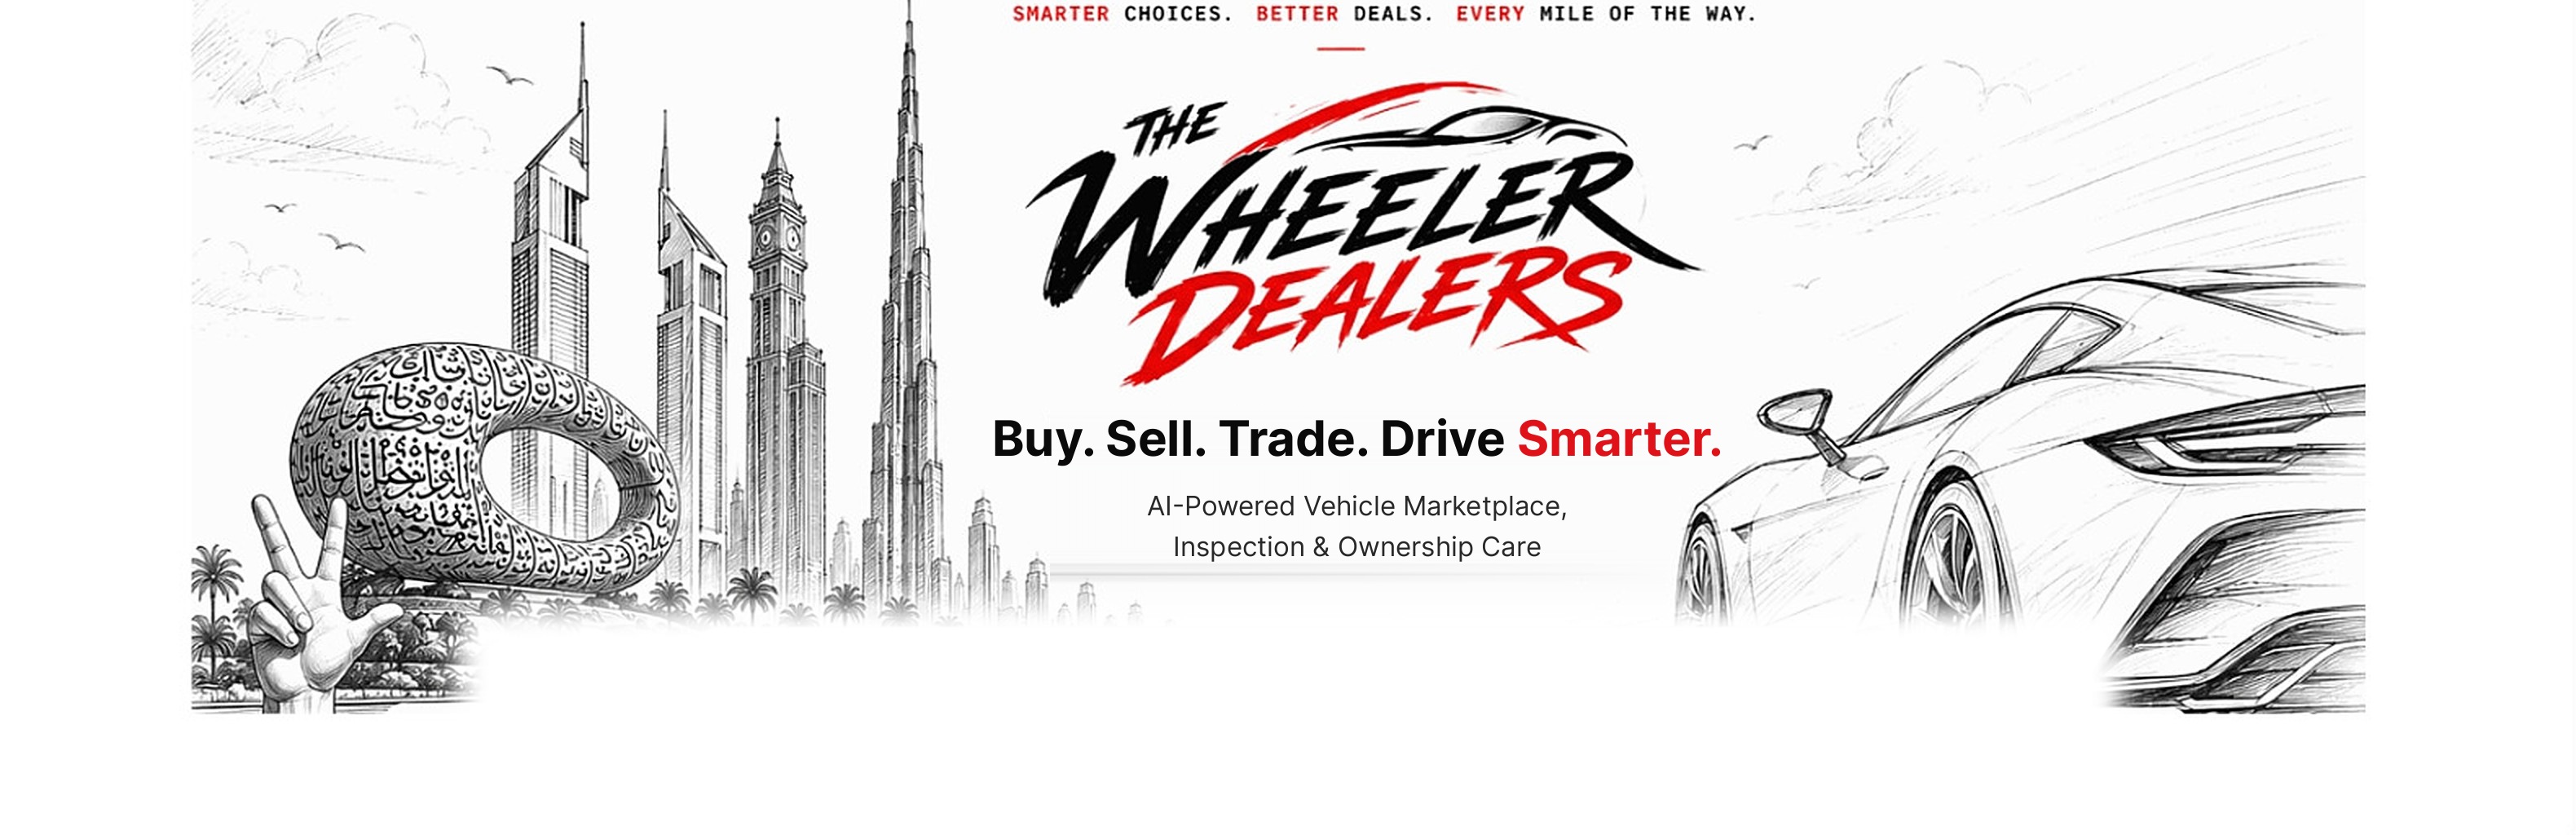 SMARTER CHOICES. BETTER DEALS. EVERY MILE OF THE WAY.
THE
WHEELER
DEALERS
Buy. Sell. Trade. Drive Smarter.
AI-Powered Vehicle Marketplace,
Inspection & Ownership Care